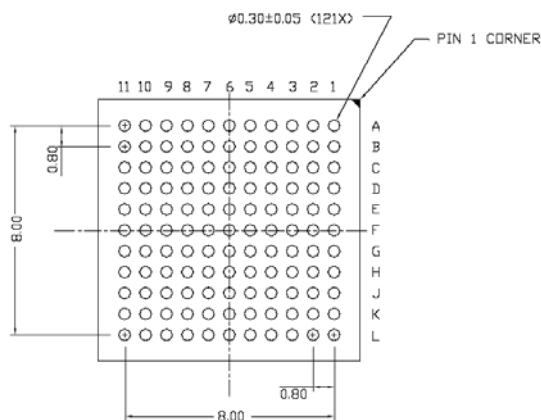 ø0.30±0.05 (121X)
PIN 1 CORNER
11 10 9 8 7 6 5 4 3 2 1
A
B
C
D
E
F
G
H
J
K
L
0.80
8.00
0.80
8.00